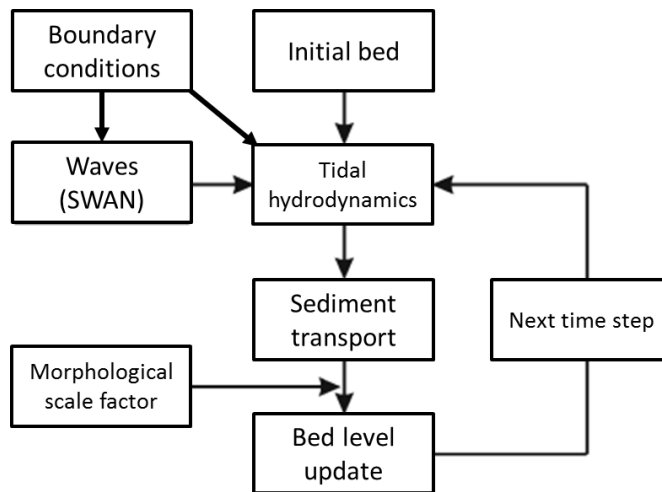 Boundary
conditions
Initial bed
Waves
(SWAN)
Tidal
hydrodynamics
Sediment
transport
Next time step
Morphological
scale factor
Bed level
update